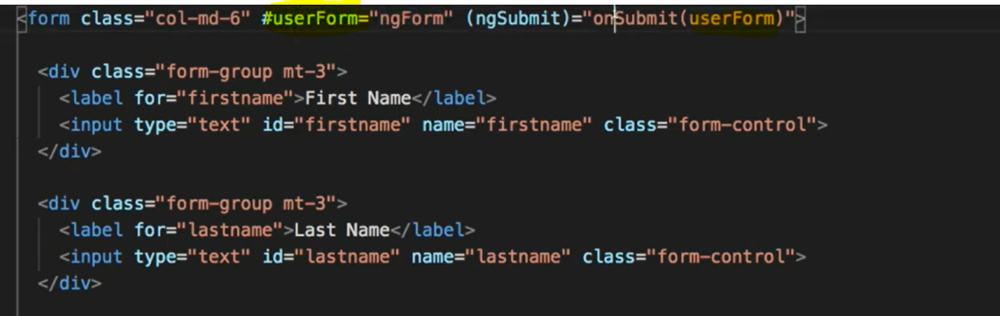 <form class="col-md-6" #userForm="ngForm" (ngSubmit)="onSubmit(userForm)">
<div class="form-group mt-3">
<label for="firstname">First Name</label>
<input type="text" id="firstname" name="firstname" class="form-control">
</div>
<div class="form-group mt-3">
<label for="lastname">Last Name</label>
<input type="text" id="lastname" name="lastname" class="form-control">
</div>